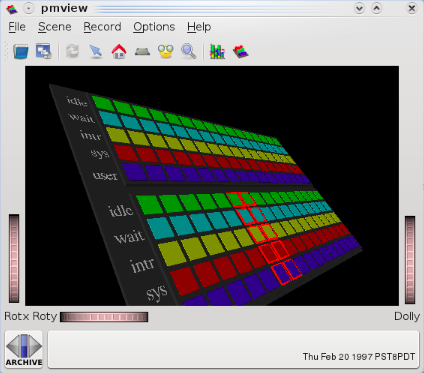 pmview
File Scene Record Options Help
idle
wait
intr
sys
user
idle
wait
intr
sys
Rotx Roty
Dolly
ARCHIVE
Thu Feb 20 1997 PST8PDT